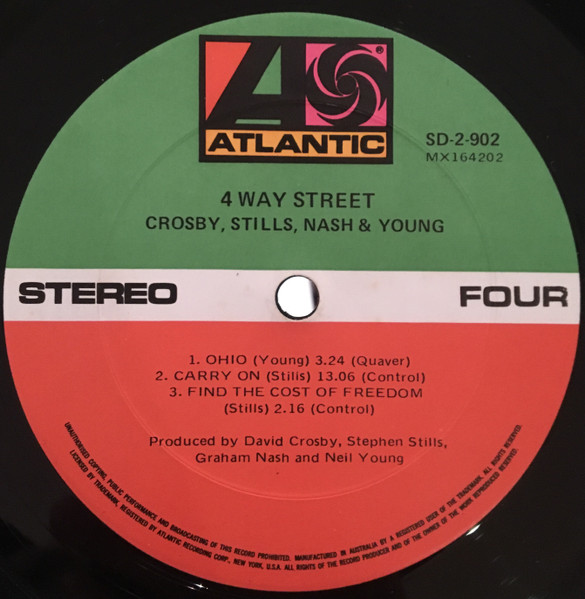 ATLANTIC
®
SD-2-902
MX164202
4 WAY STREET
CROSBY, STILLS, NASH & YOUNG
STEREO
FOUR
1. OHIO (Young) 3.24 (Quaver)
2. CARRY ON (Stilis) 13.06 (Control)
3. FIND THE COST OF FREEDOM
(Stills) 2.16 (Control)
Produced by David Crosby, Stephen Stills,
Graham Nash and Neil Young
UNAUTHORISED COPYING, PUBLIC PERFORMANCE AND BROADCASTING OF THIS RECORD PROHIBITED. MANUFACTURED IN AUSTRALIA BY A REGISTERED USER OF THE TRADEMARK. ALL RIGHTS RESERVED.
LICENSED BY TRADEMARK, REGISTERED BY ATLANTIC RECORDING CORP., NEW YORK, U.S.A. ALL RIGHTS OF THE RECORD PRODUCER AND OF THE OWNER OF THE WORK REPRODUCED RESERVED.